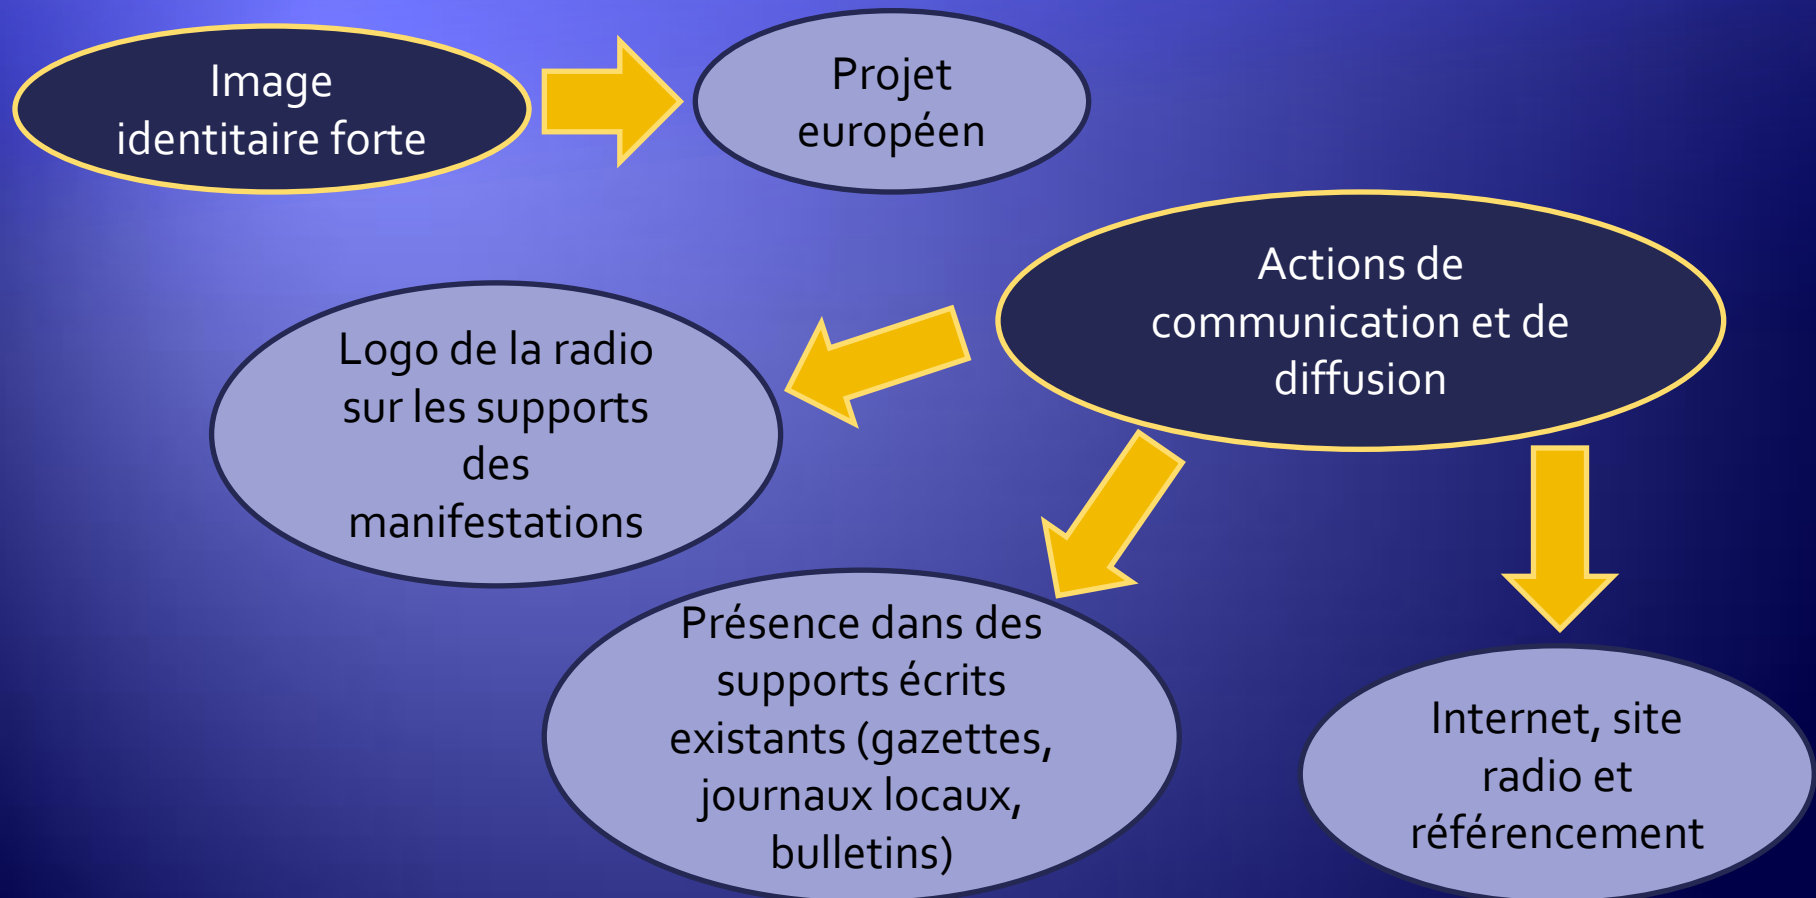 Image
identitaire forte
Projet
européen
Actions de
communication et de
diffusion
Logo de la radio
sur les supports
des
manifestations
Présence dans des
supports écrits
existants (gazettes,
journaux locaux,
bulletins)
Internet, site
radio et
référencement